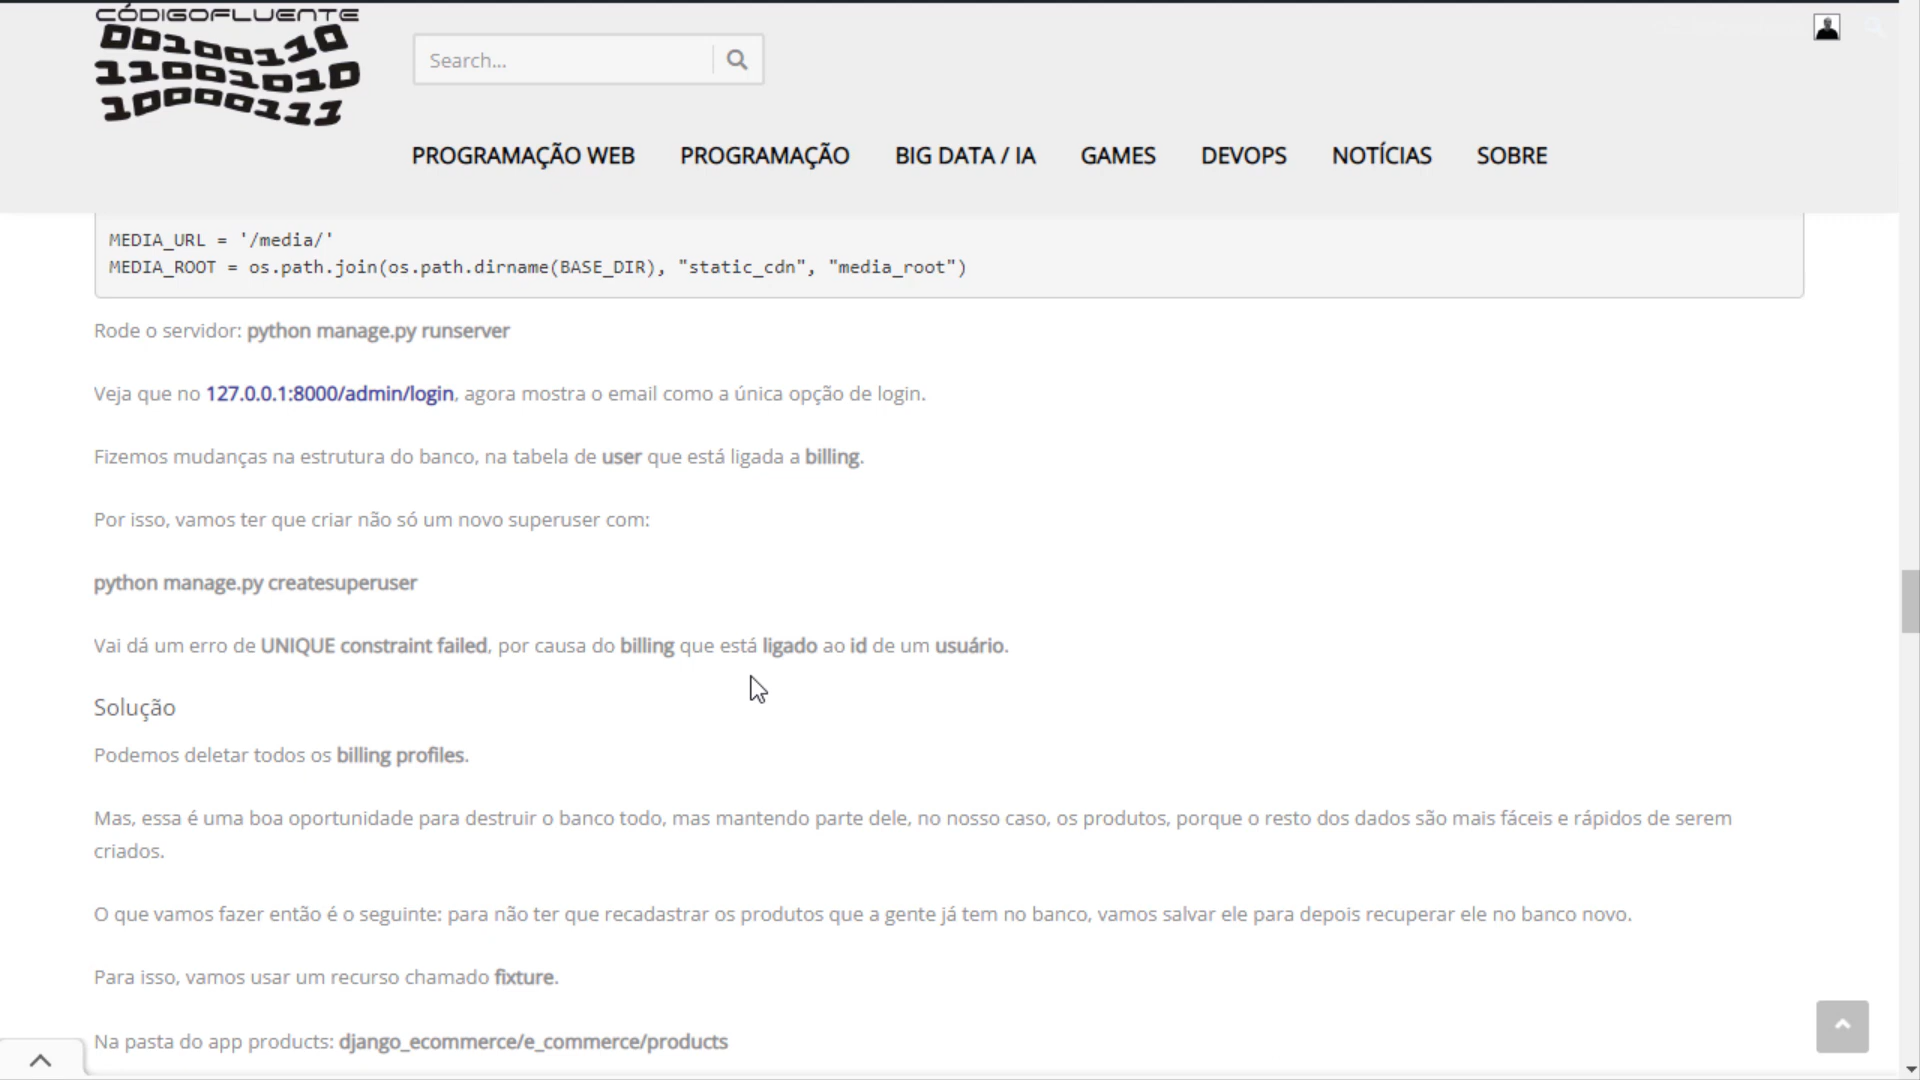 CÓDIGOFLUENTE
00100110
11001010
10000111
Search...
PROGRAMAÇÃO WEB PROGRAMAÇÃO BIG DATA / IA GAMES DEVOPS NOTÍCIAS SOBRE
MEDIA_URL = '/media/'
MEDIA_ROOT = os.path.join(os.path.dirname(BASE_DIR), "static_cdn", "media_root")
Rode o servidor: python manage.py runserver
Veja que no 127.0.0.1:8000/admin/login, agora mostra o email como a única opção de login.
Fizemos mudanças na estrutura do banco, na tabela de user que está ligada a billing.
Por isso, vamos ter que criar não só um novo superuser com:
python manage.py createsuperuser
Vai dá um erro de UNIQUE constraint failed, por causa do billing que está ligado ao id de um usuário.
Solução
Podemos deletar todos os billing profiles.
Mas, essa é uma boa oportunidade para destruir o banco todo, mas mantendo parte dele, no nosso caso, os produtos, porque o resto dos dados são mais fáceis e rápidos de serem
criados.
O que vamos fazer então é o seguinte: para não ter que recadastrar os produtos que a gente já tem no banco, vamos salvar ele para depois recuperar ele no banco novo.
Para isso, vamos usar um recurso chamado fixture.
Na pasta do app products: django_ecommerce/e_commerce/products